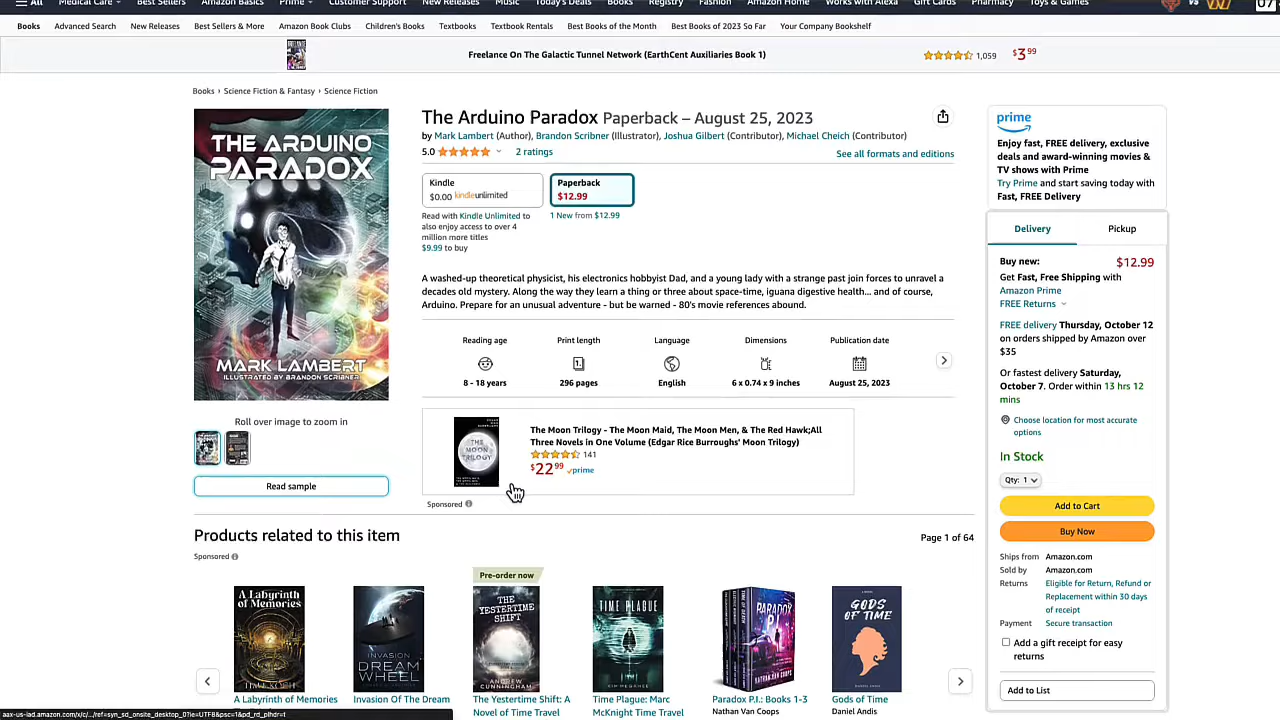 All Medical Care Best Sellers Amazon Basics Prime Customer Support New Releases Music Today's Deals Books Registry Fashion Amazon Home Works with Alexa Gift Cards Pharmacy Toys & Games
Books Advanced Search New Releases Best Sellers & More Amazon Book Clubs Children's Books Textbooks Textbook Rentals Best Books of the Month Best Books of 2023 So Far Your Company Bookshelf
Freelance On The Galactic Tunnel Network (EarthCent Auxiliaries Book 1) 1,059 $3 99
Books › Science Fiction & Fantasy › Science Fiction
THE ARDUINO
PARADOX
MARK LAMBERT
ILLUSTRATED BY BRANDON SCRIBNER
Roll over image to zoom in
Read sample
The Arduino Paradox Paperback – August 25, 2023
by Mark Lambert (Author), Brandon Scribner (Illustrator), Joshua Gilbert (Contributor), Michael Cheich (Contributor)
5.0 2 ratings
See all formats and editions
Kindle
$0.00 kindleunlimited
Paperback
$12.99
Read with Kindle Unlimited to
also enjoy access to over 4
million more titles
$9.99 to buy
1 New from $12.99
A washed-up theoretical physicist, his electronics hobbyist Dad, and a young lady with a strange past join forces to unravel a
decades old mystery. Along the way they learn a thing or three about space-time, iguana digestive health... and of course,
Arduino. Prepare for an unusual adventure - but be warned - 80's movie references abound.
Reading age Print length Language Dimensions Publication date
8 - 18 years 296 pages English 6 x 0.74 x 9 inches August 25, 2023
THE
MOON
TRILOGY
The Moon Trilogy - The Moon Maid, The Moon Men, & The Red Hawk;All
Three Novels in One Volume (Edgar Rice Burroughs' Moon Trilogy)
141
$22 99 prime
Sponsored
prime
Enjoy fast, FREE delivery, exclusive
deals and award-winning movies &
TV shows with Prime
Try Prime and start saving today with
Fast, FREE Delivery
Delivery Pickup
Buy new: $12.99
Get Fast, Free Shipping with
Amazon Prime
FREE Returns
FREE delivery Thursday, October 12
on orders shipped by Amazon over
$35
Or fastest delivery Saturday,
October 7. Order within 13 hrs 12
mins
Choose location for most accurate
options
In Stock
Qty: 1
Add to Cart
Buy Now
Ships from Amazon.com
Sold by Amazon.com
Returns Eligible for Return, Refund or
Replacement within 30 days
of receipt
Payment Secure transaction
Add a gift receipt for easy
returns
Add to List
Products related to this item
Page 1 of 64
Sponsored
Pre-order now
A Labyrinth
of Memories
INVASION
DREAM
WHEEL
THE
YESTERTIME
SHIFT
ANDREW
CUNNINGHAM
TIME PLAGUE
PARADOX
P.I.
GODS
OF TIME
A Labyrinth of Memories Invasion Of The Dream The Yestertime Shift: A Time Plague: Marc Paradox P.I.: Books 1-3 Gods of Time
Novel of Time Travel McKnight Time Travel Nathan Van Coops Daniel Andis